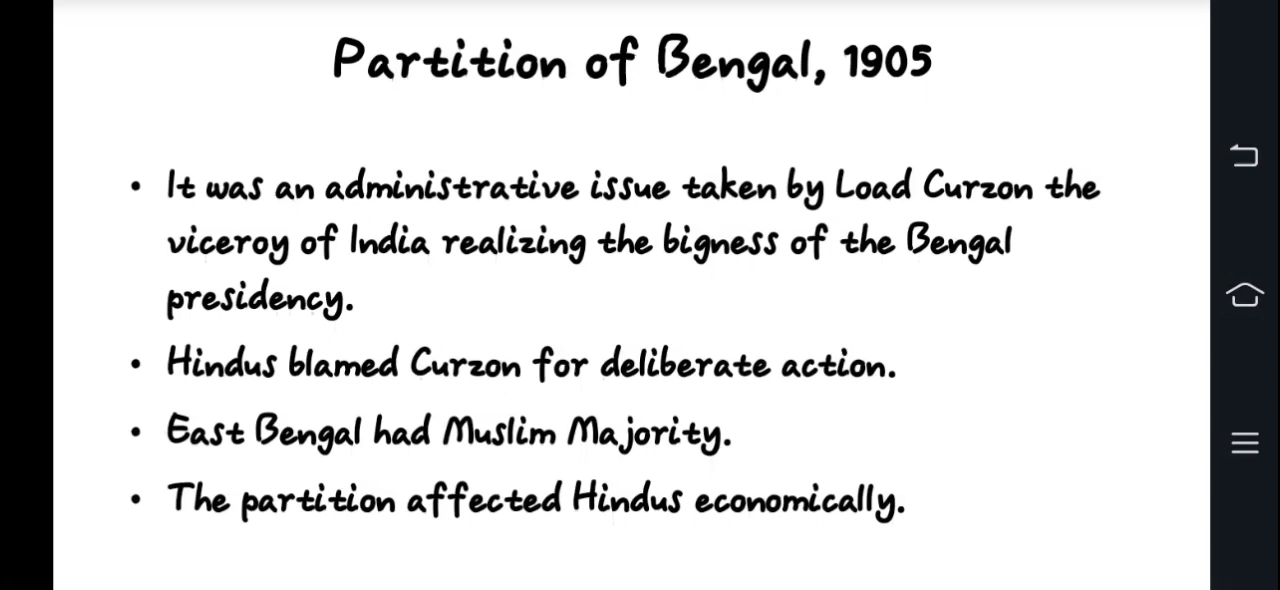 Partition of Bengal, 1905
• It was an administrative issue taken by Load Curzon the
viceroy of India realizing the bigness of the Bengal
presidency.
• Hindus blamed Curzon for deliberate action.
• East Bengal had Muslim Majority.
• The partition affected Hindus economically.